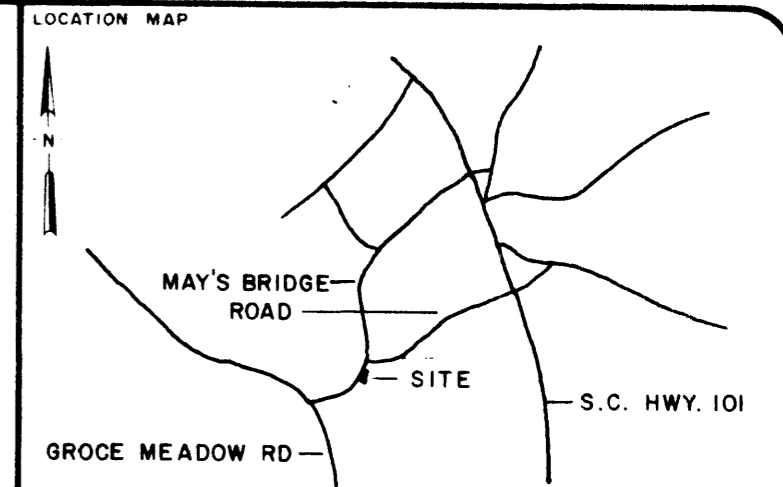 LOCATION MAP
N
MAY'S BRIDGE
ROAD
SITE
S.C. HWY. 101
GROCE MEADOW RD